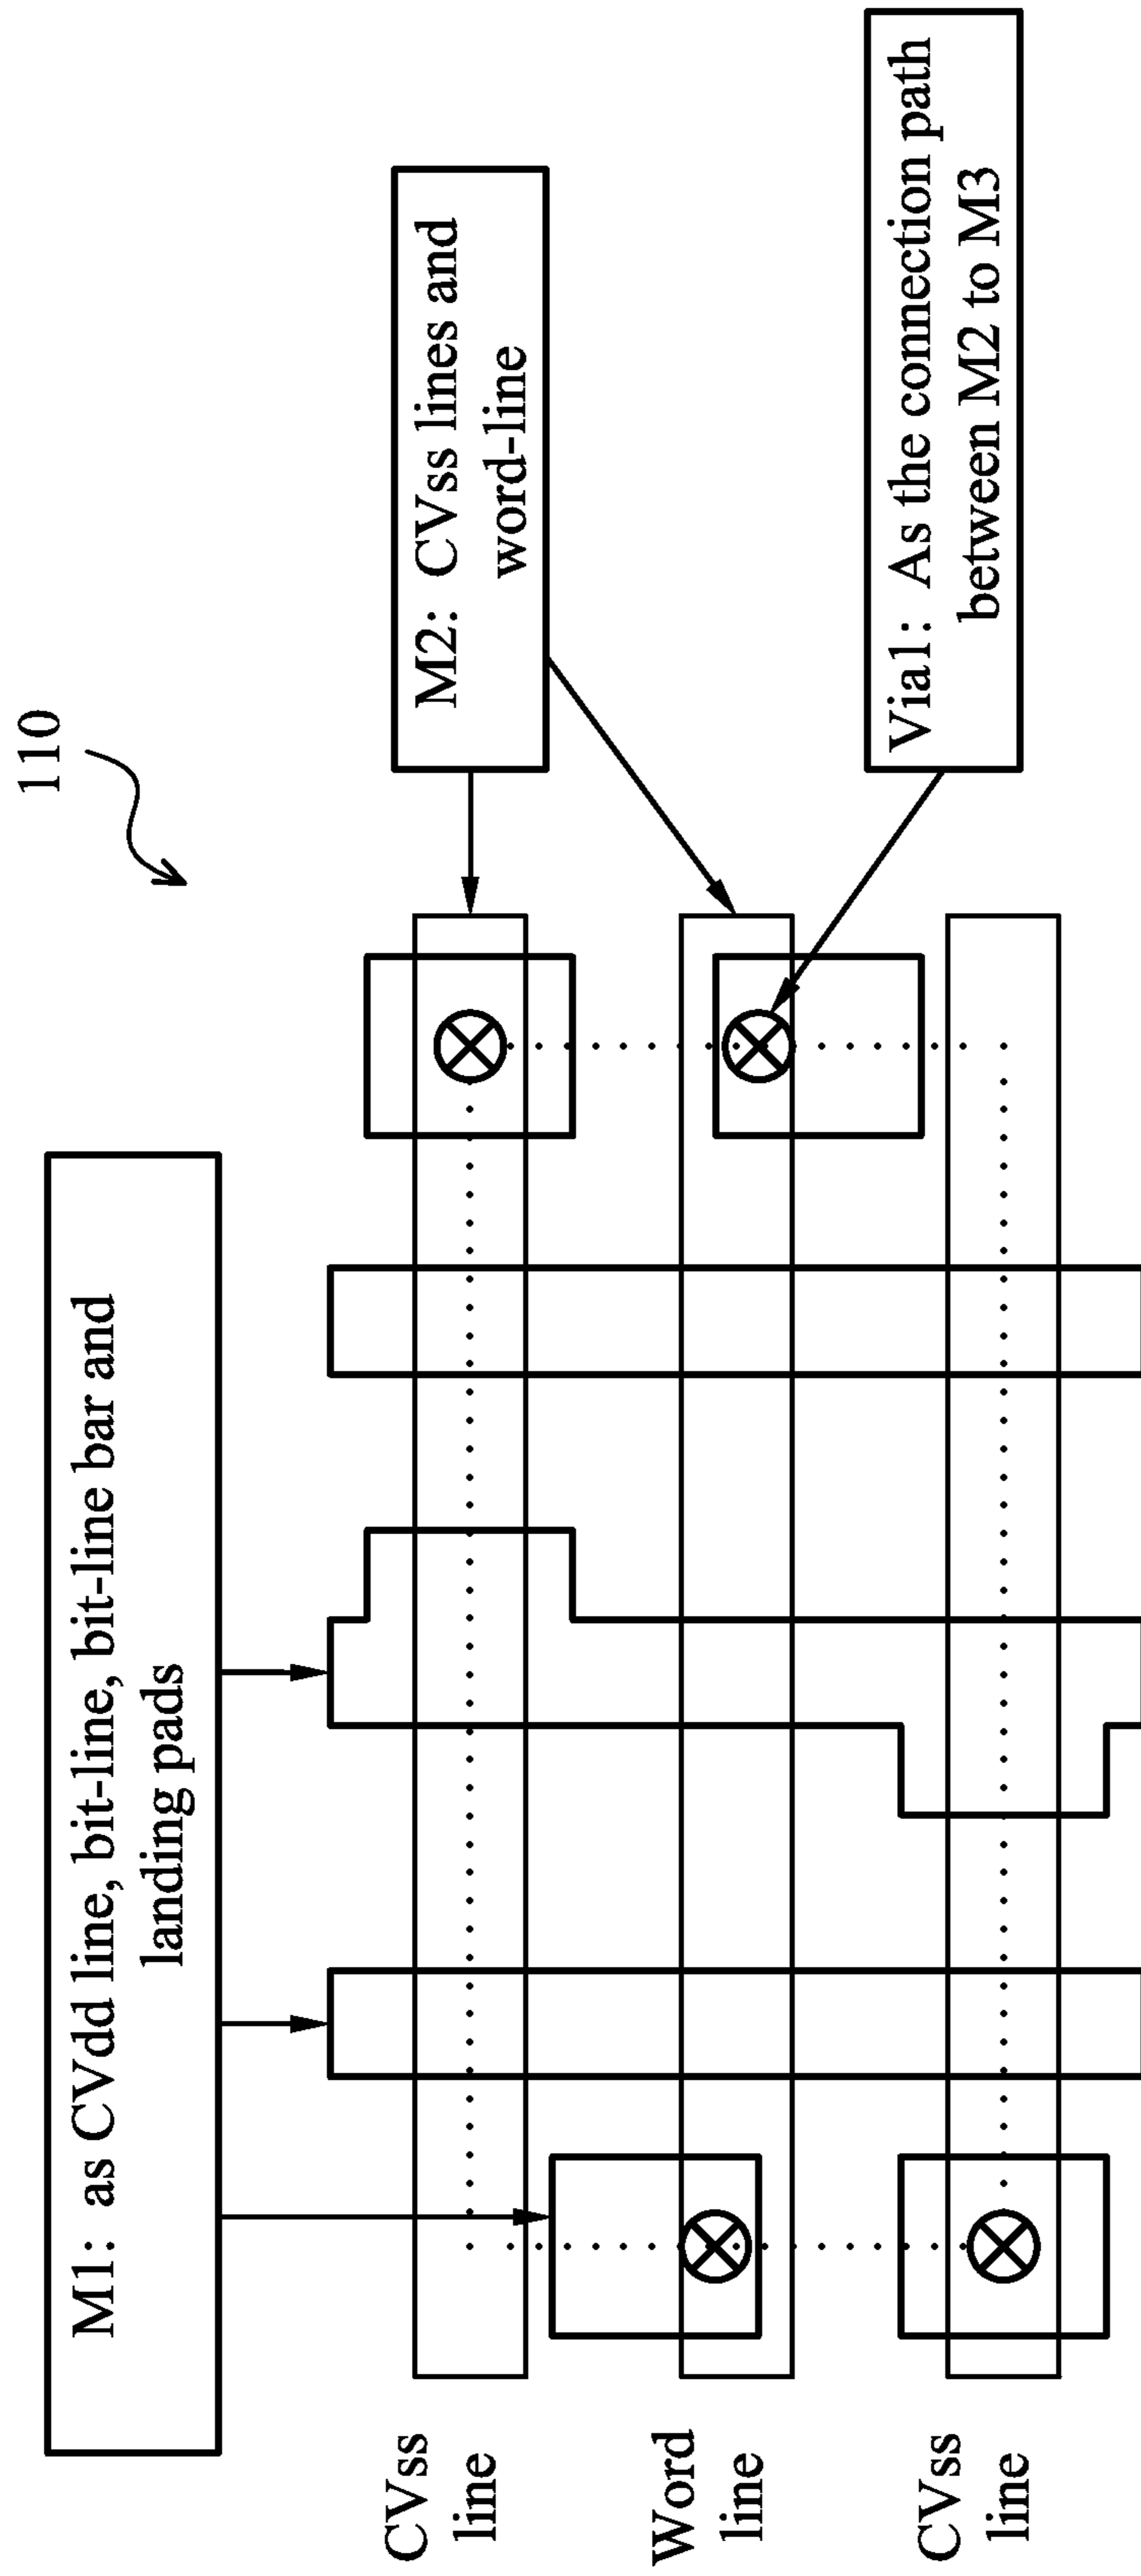 110
M1: as CVdd line, bit-line, bit-line bar and
landing pads
M2: CVss lines and
word-line
Via1: As the connection path
between M2 to M3
CVss
line
Word
line
CVss
line